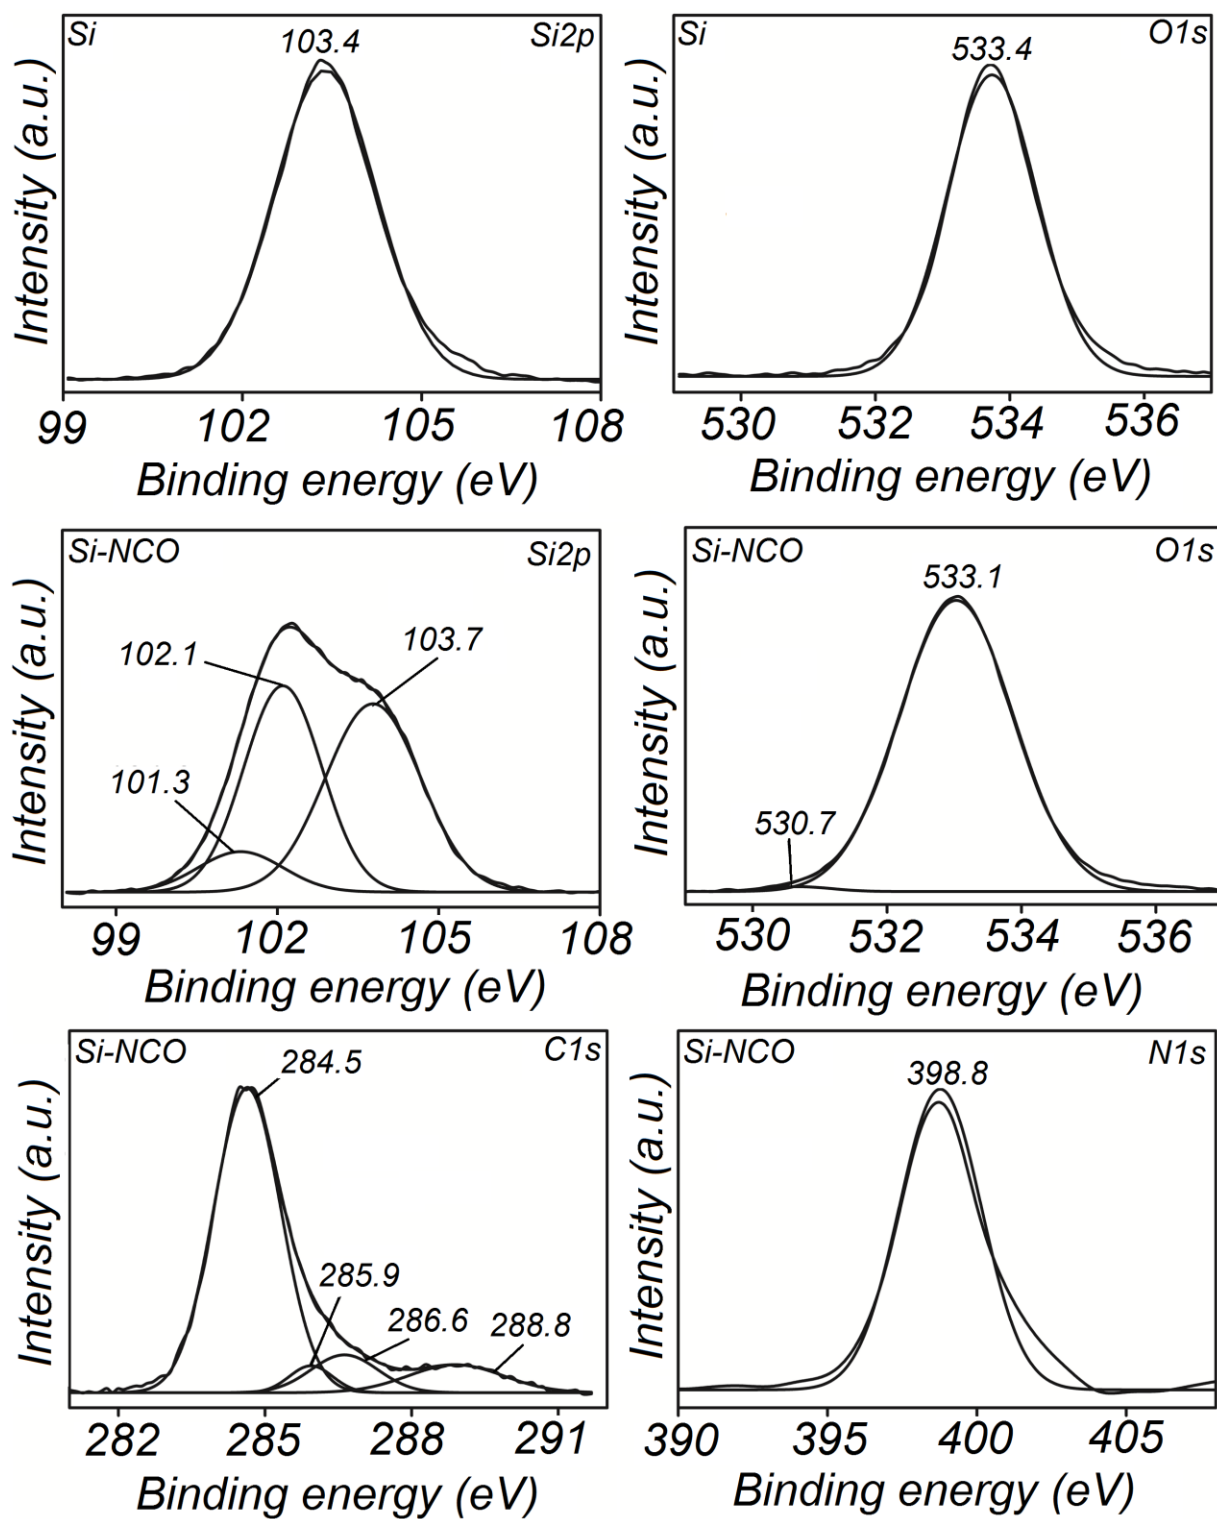 Si
103.4
Si2p
Intensity (a.u.)
99 102 105 108
Binding energy (eV)
Si
533.4
O1s
Intensity (a.u.)
530 532 534 536
Binding energy (eV)
Si-NCO
Si2p
102.1
103.7
101.3
Intensity (a.u.)
99 102 105 108
Binding energy (eV)
Si-NCO
O1s
533.1
530.7
Intensity (a.u.)
530 532 534 536
Binding energy (eV)
Si-NCO
C1s
284.5
285.9
286.6
288.8
Intensity (a.u.)
282 285 288 291
Binding energy (eV)
Si-NCO
N1s
398.8
Intensity (a.u.)
390 395 400 405
Binding energy (eV)